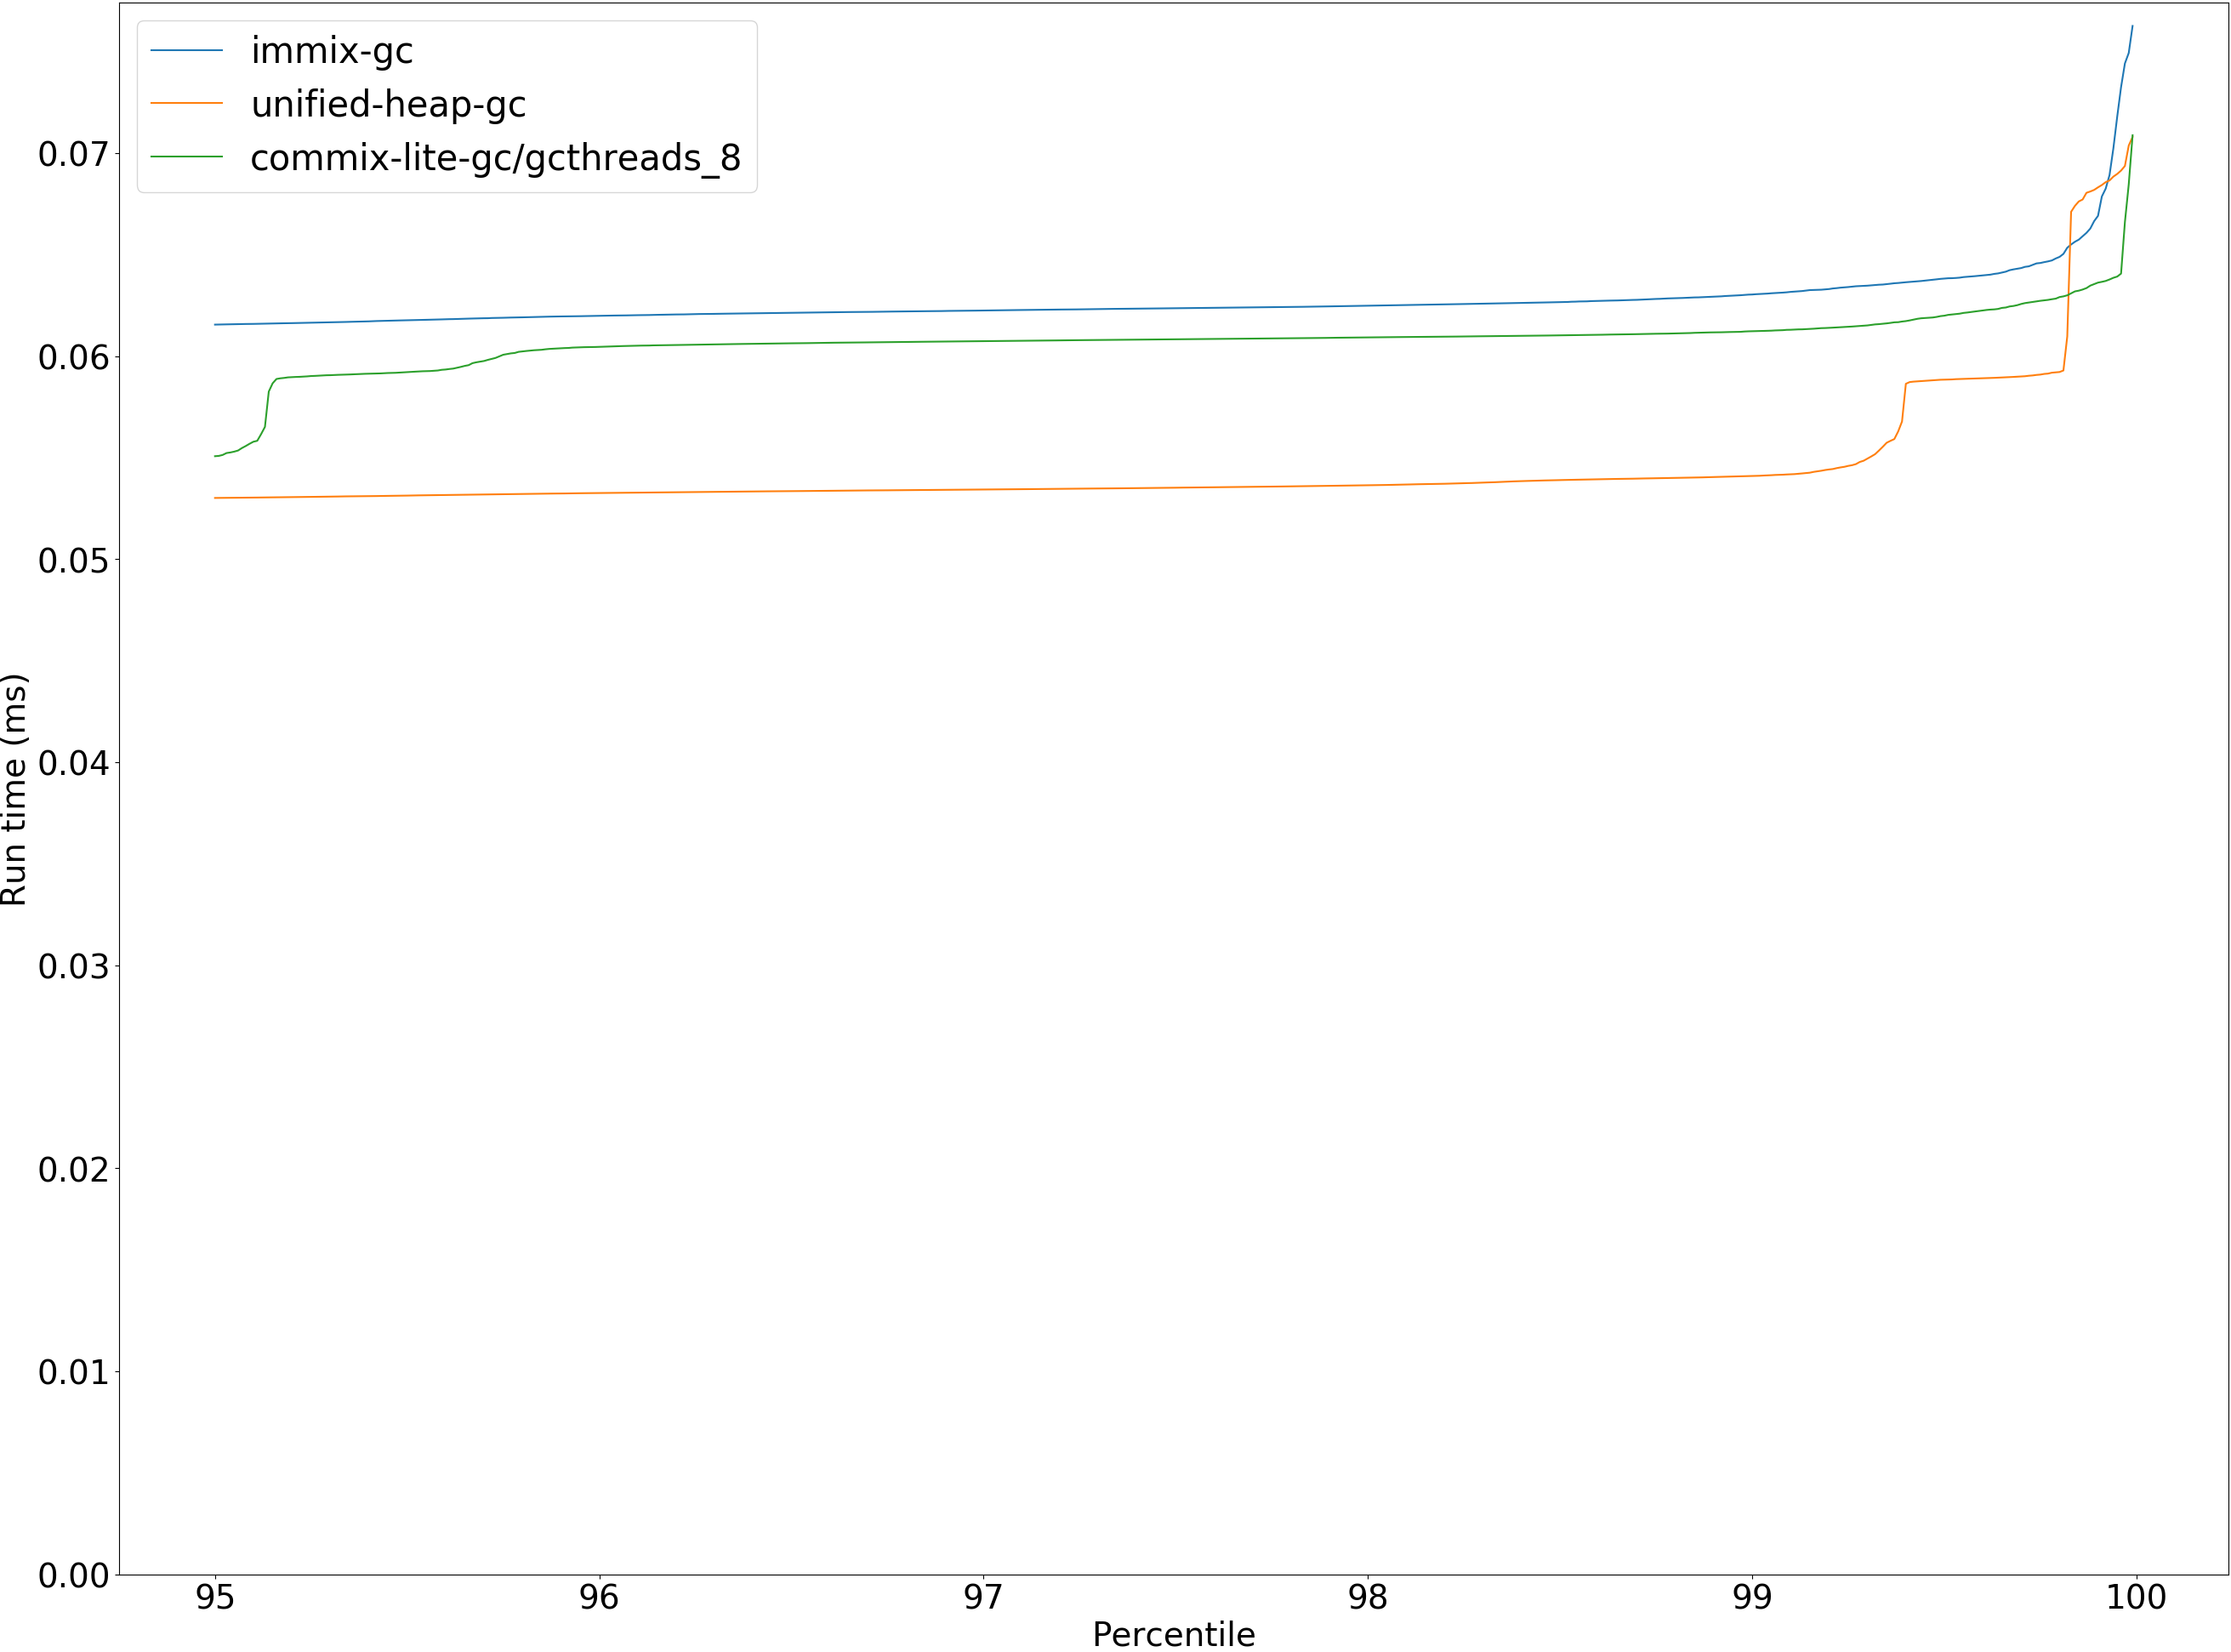 immix-gc
unified-heap-gc
commix-lite-gc/gcthreads_8
Run time (ms)
0.07
0.06
0.05
0.04
0.03
0.02
0.01
0.00
95 96 97 98 99 100
Percentile